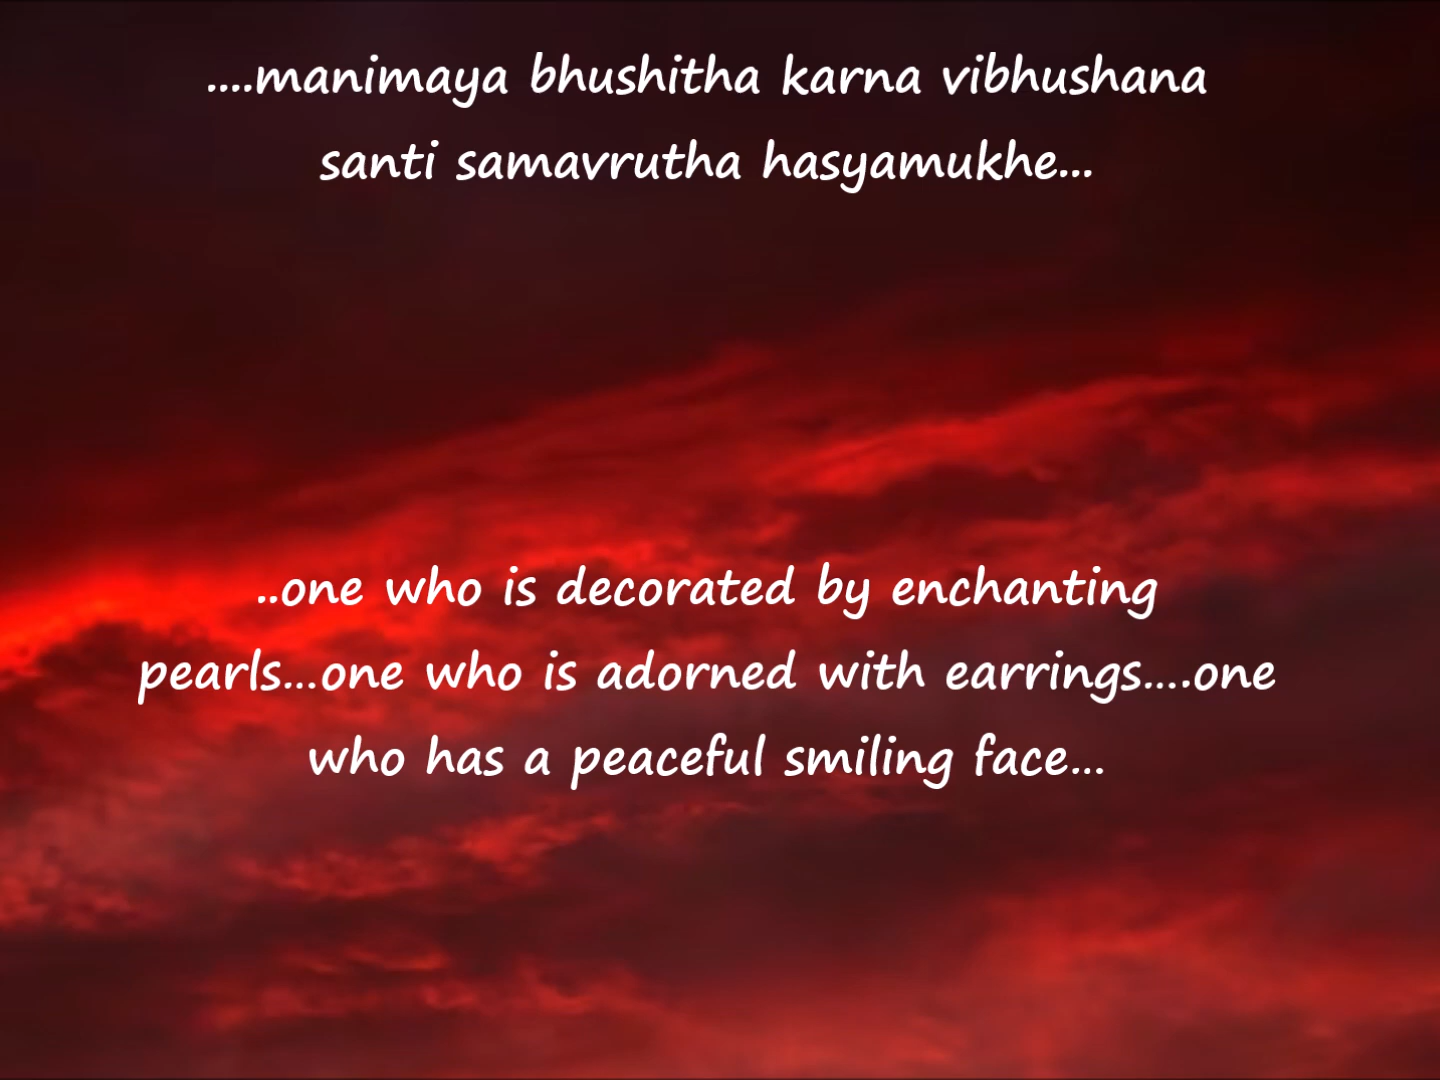 ....manimaya bhushitha karna vibhushana
santi samavrutha hasyamukhe...
..one who is decorated by enchanting
pearls...one who is adorned with earrings....one
who has a peaceful smiling face...